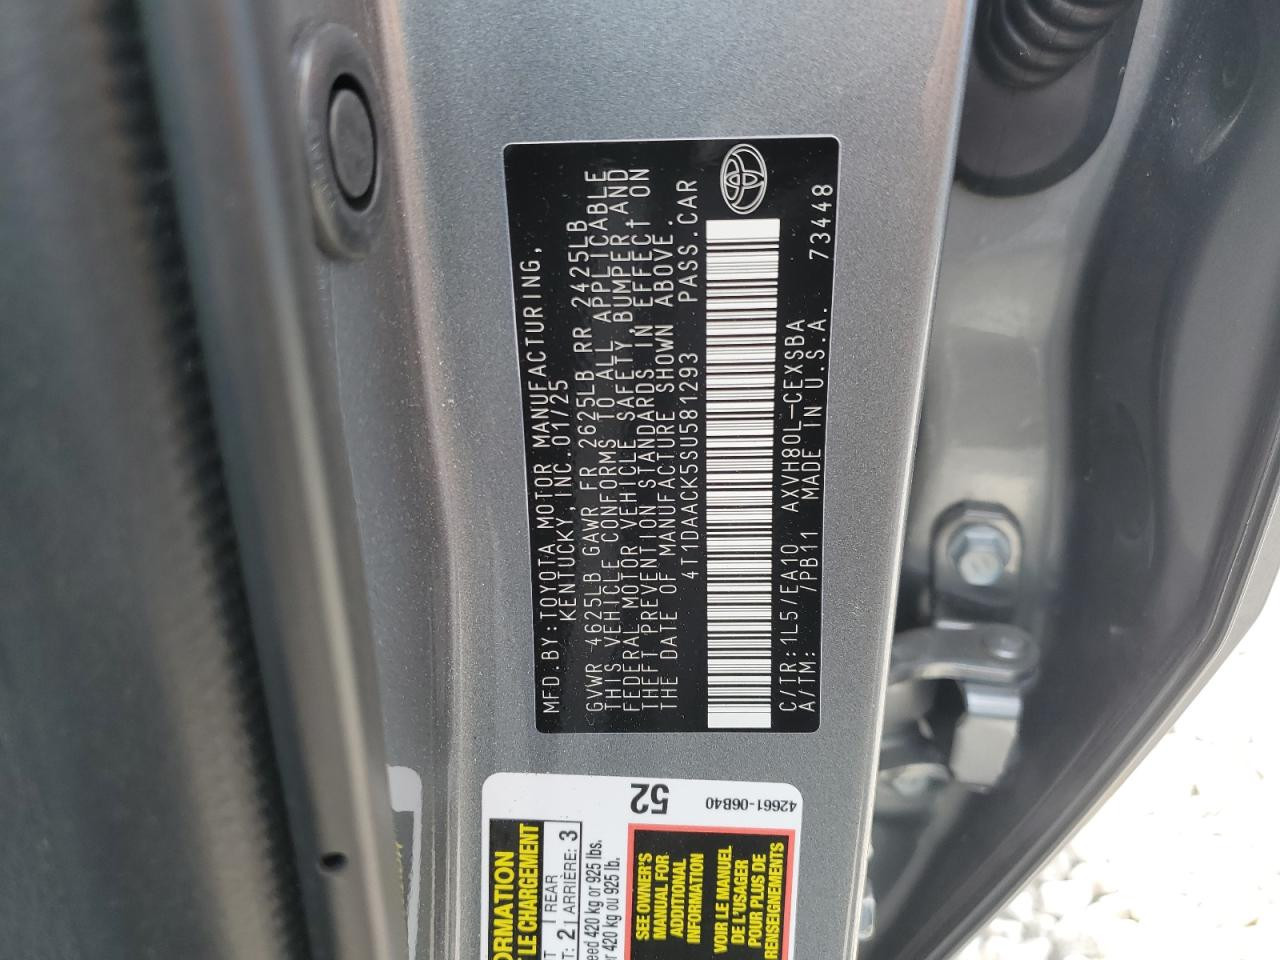 MFD.BY:TOYOTA MOTOR MANUFACTURING,
KENTUCKY,INC.01/25
GVWR 4625LB GAWR FR 2625LB RR 2425LB
THIS VEHICLE CONFORMS TO ALL APPLICABLE
FEDERAL MOTOR VEHICLE SAFETY,BUMPER,AND
THEFT PREVENTION STANDARDS IN EFFECT ON
THE DATE OF MANUFACTURE SHOWN ABOVE.
4T1DAACK5SU581293 PASS.CAR
C/TR:1L5/EA10 AXVH80L-CEXSBA
A/TM: /PB11 MADE IN U.S.A. 73448
52
42661-06B40
ORMATION
LE CHARGEMENT
2 REAR
ARRIÈRE: 3
420 kg or 925 lbs.
420 kg ou 925 lb.
SEE OWNER'S
MANUAL FOR
ADDITIONAL
INFORMATION
VOIR LE MANUEL
DE L'USAGER
POUR PLUS DE
RENSEIGNEMENTS